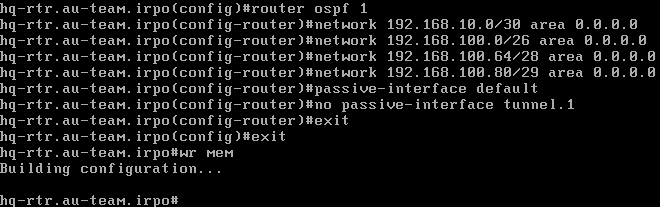 hq-rtr.au-team.irpo(config)#router ospf 1
hq-rtr.au-team.irpo(config-router)#network 192.168.10.0/30 area 0.0.0.0
hq-rtr.au-team.irpo(config-router)#network 192.168.100.0/26 area 0.0.0.0
hq-rtr.au-team.irpo(config-router)#network 192.168.100.64/28 area 0.0.0.0
hq-rtr.au-team.irpo(config-router)#network 192.168.100.80/29 area 0.0.0.0
hq-rtr.au-team.irpo(config-router)#passive-interface default
hq-rtr.au-team.irpo(config-router)#no passive-interface tunnel.1
hq-rtr.au-team.irpo(config-router)#exit
hq-rtr.au-team.irpo(config)#exit
hq-rtr.au-team.irpo#wr mem
Building configuration...
hq-rtr.au-team.irpo#